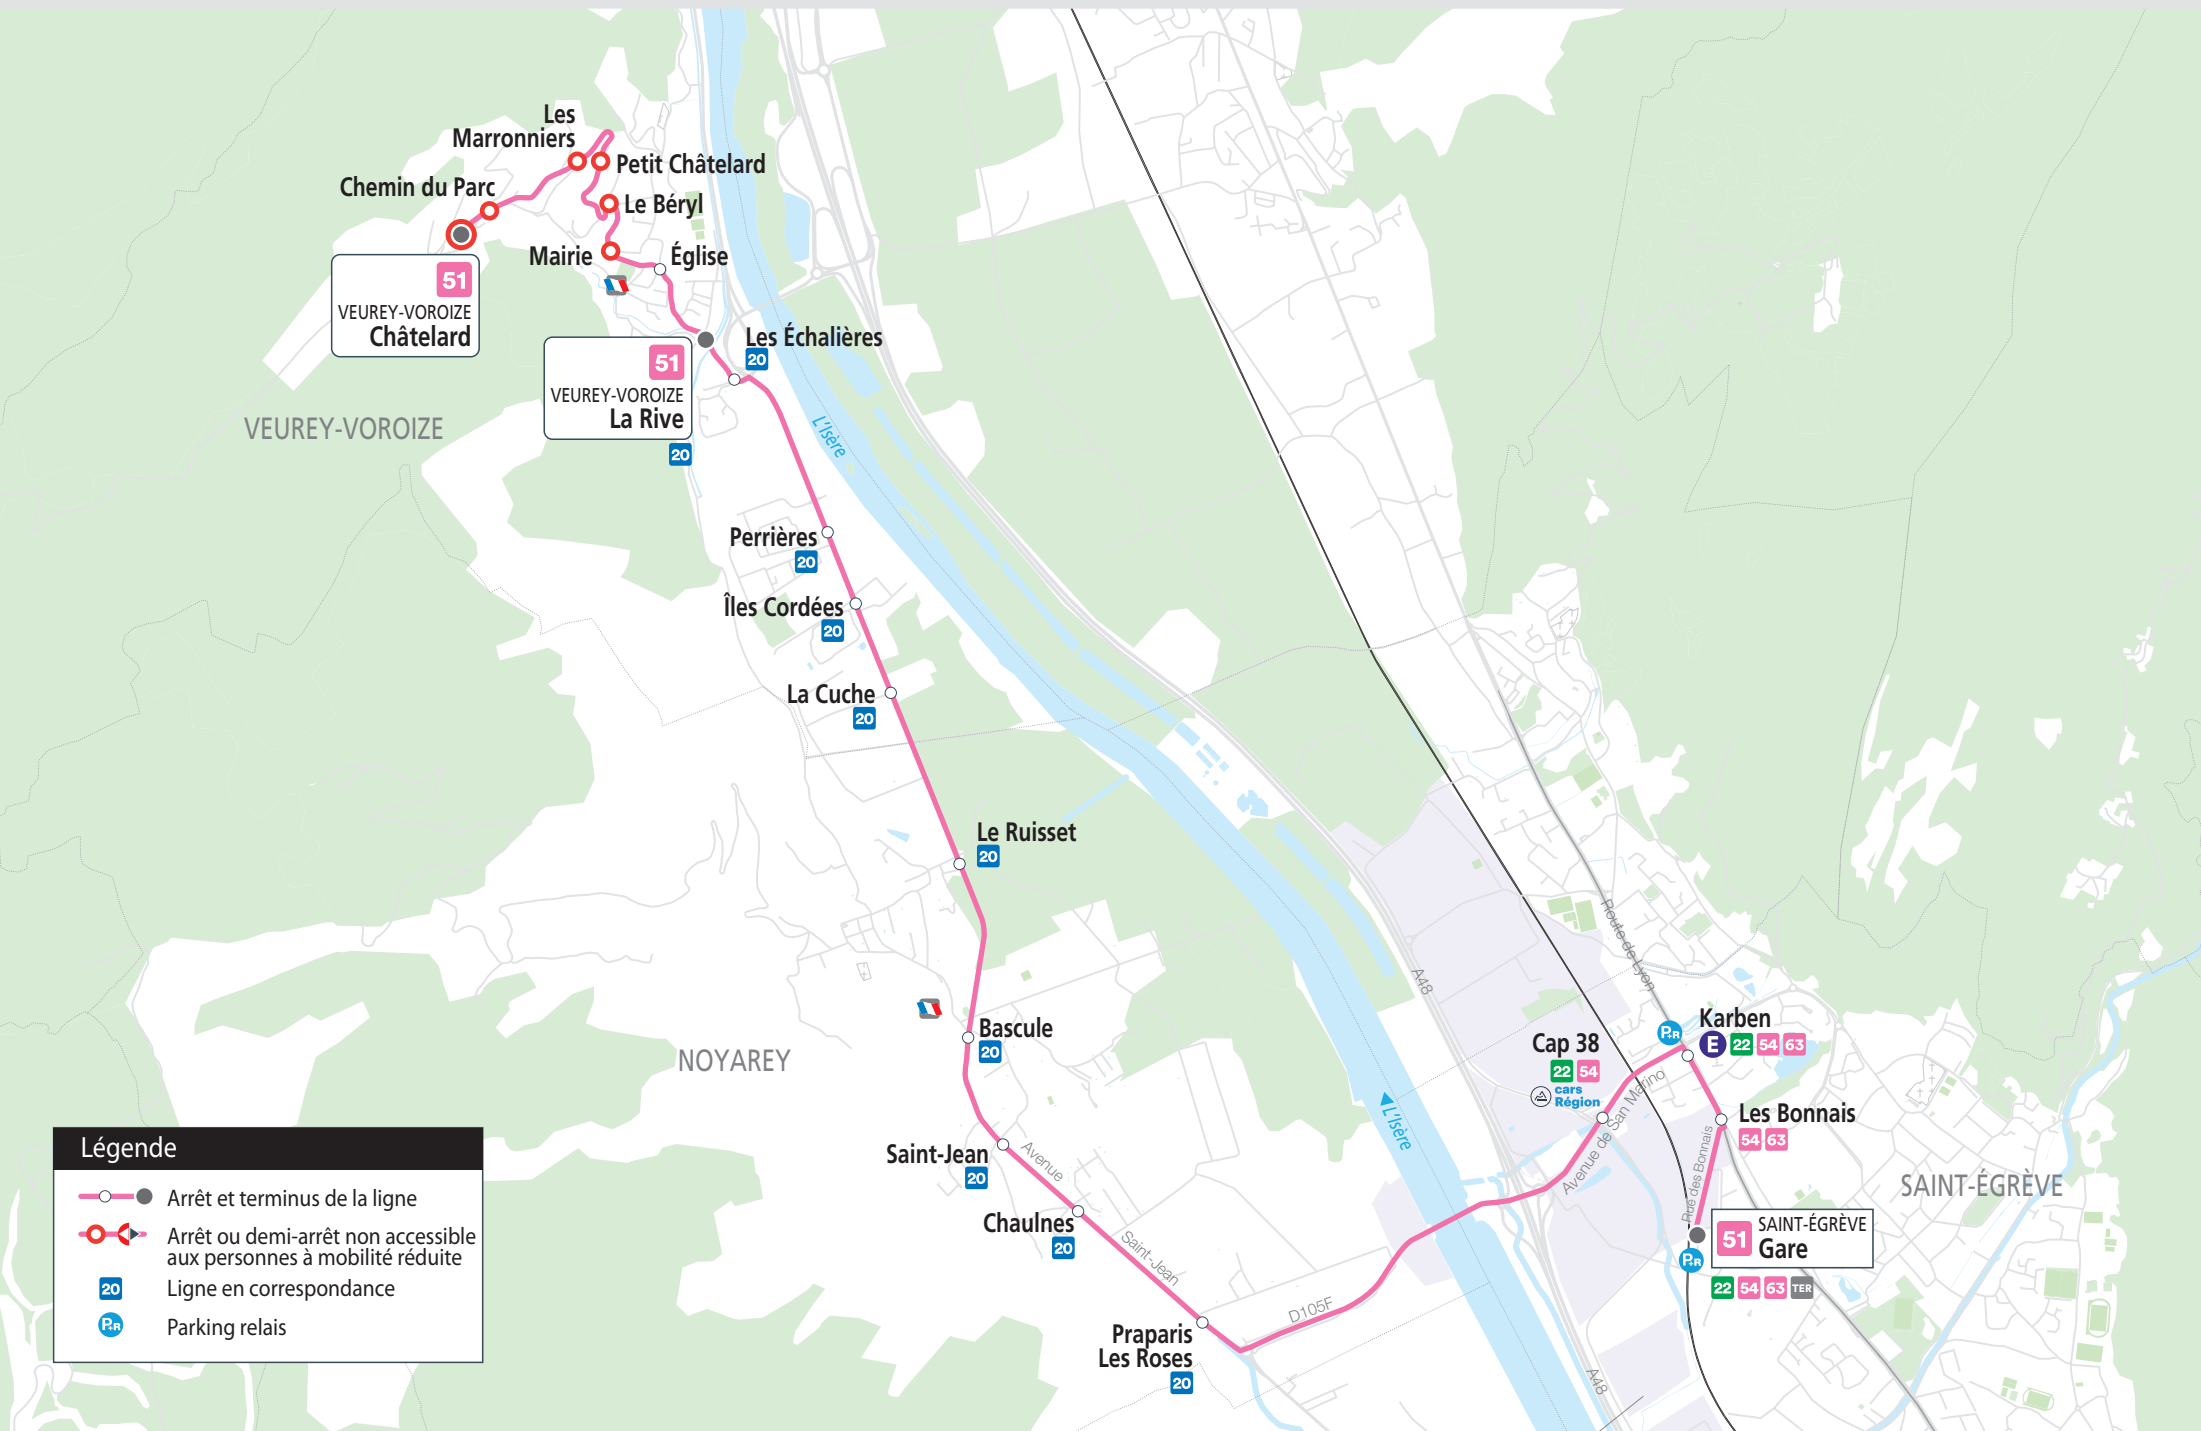 Les
Marronniers
Petit Châtelard
Chemin du Parc
Le Béryl
Mairie
Église
51
VEUREY-VOROIZE
Châtelard
Les Échalières
20
51
VEUREY-VOROIZE
La Rive
20
VEUREY-VOROIZE
L'Isère
Perrières
20
Îles Cordées
20
La Cuche
20
Le Ruisset
20
Route de Lyon
A48
Bascule
20
NOYAREY
Karben
P+R
E 22 54 63
Cap 38
22 54
cars
Région
Avenue de San Marino
L'Isère
Les Bonnais
54 63
Rue des Bonnais
Saint-Jean
20
Avenue
Saint-Jean
Chaulnes
20
SAINT-ÉGRÈVE
51
SAINT-ÉGRÈVE
Gare
P+R
22 54 63 TER
D105F
Praparis
Les Roses
20
A48
Légende
Arrêt et terminus de la ligne
Arrêt ou demi-arrêt non accessible
aux personnes à mobilité réduite
20 Ligne en correspondance
P+R Parking relais